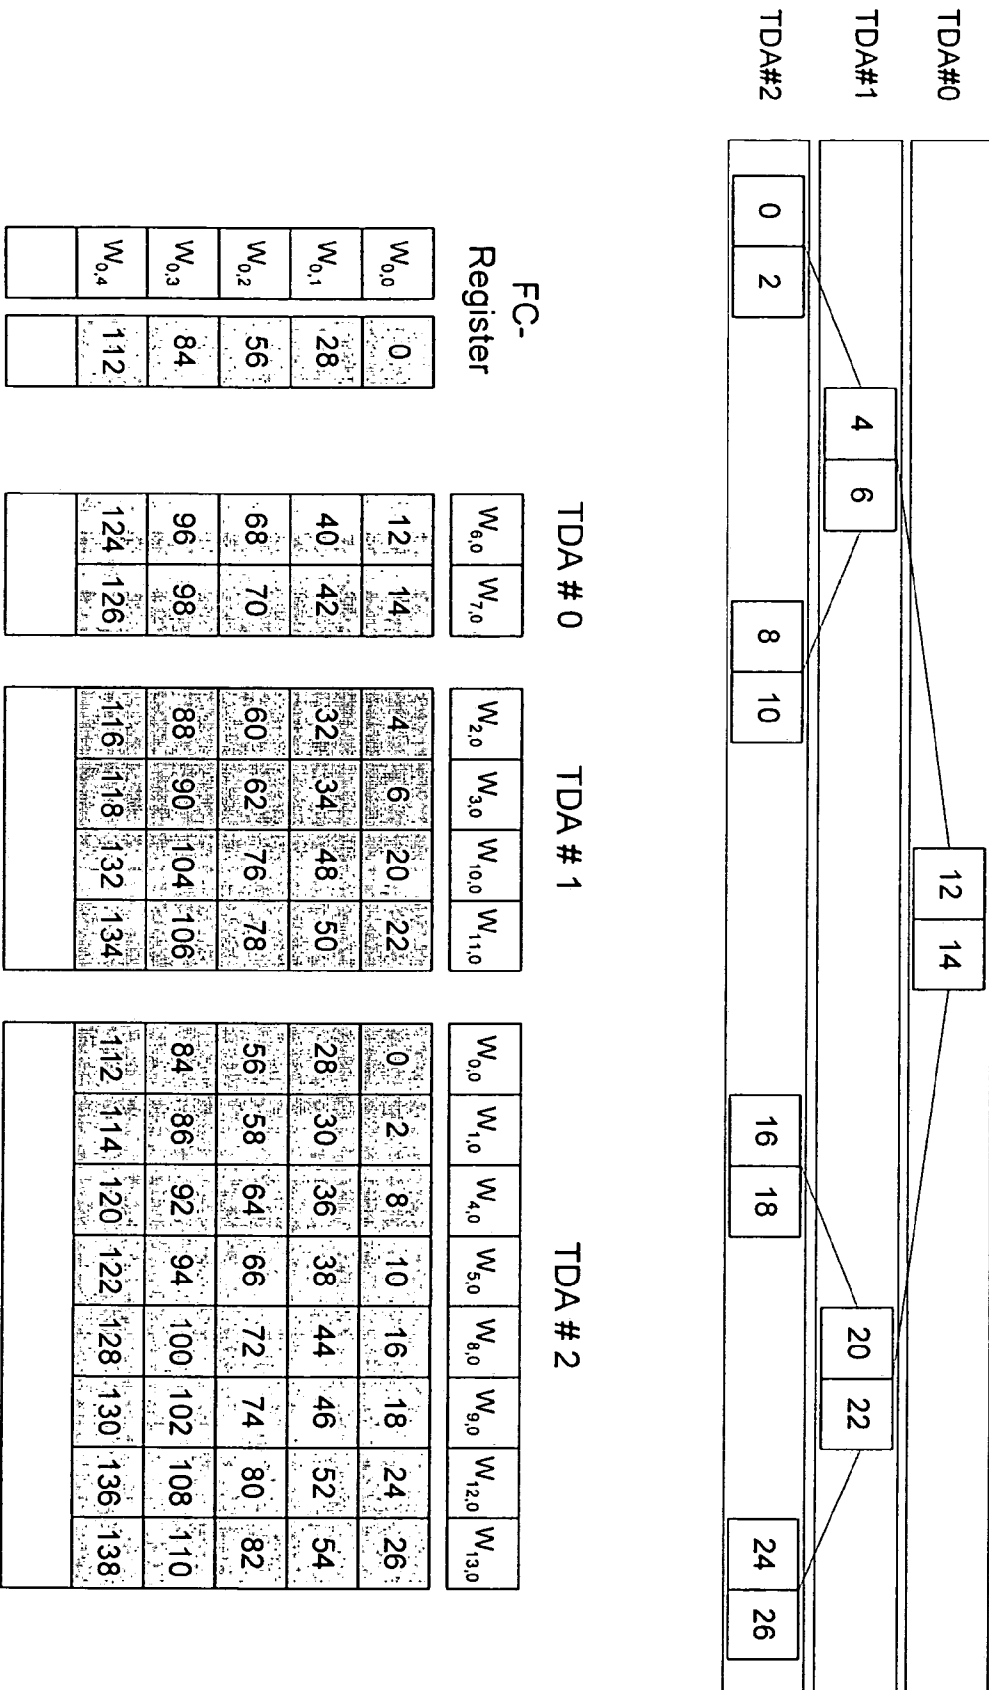 TDA#0
12 14
TDA#1
4 6 20 22
TDA#2
0 2 8 10 16 18 24 26
FC-
Register
TDA # 0
TDA # 1
TDA # 2
W6,0 W7,0 W2,0 W3,0 W10,0 W11,0 W0,0 W1,0 W4,0 W5,0 W8,0 W9,0 W12,0 W13,0
W0,0 0 12 14 4 6 20 22 0 2 8 10 16 18 24 26
W0,1 28 40 42 32 34 48 50 28 30 36 38 44 46 52 54
W0,2 56 68 70 60 62 76 78 56 58 64 66 72 74 80 82
W0,3 84 96 98 88 90 104 106 84 86 92 94 100 102 108 110
W0,4 112 124 126 116 118 132 134 112 114 120 122 128 130 136 138